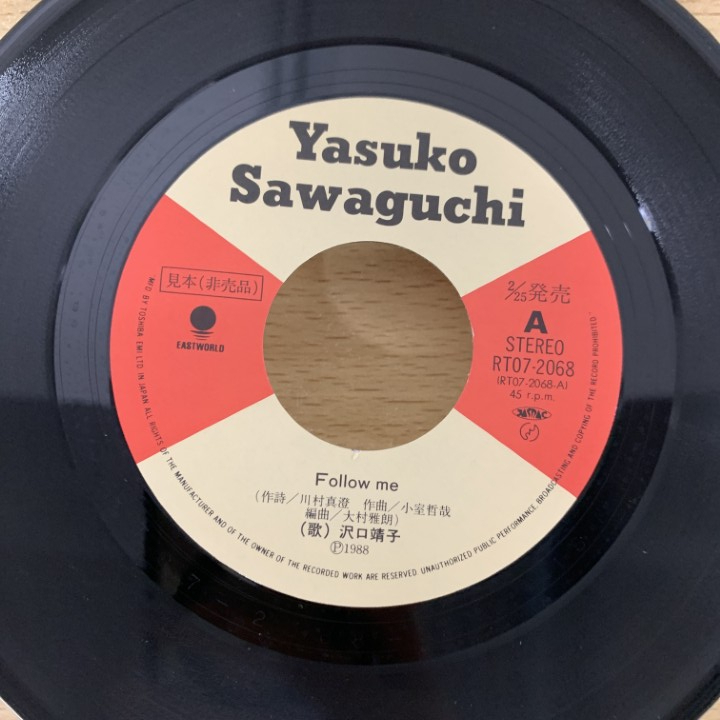 Yasuko
Sawaguchi
見本(非売品)
EASTWORLD
2/25発売
A
STEREO
RT07-2068
(RT07-2068-A)
45 r.p.m.
JASRAC
Follow me
(作詩/川村真澄 作曲/小室哲哉
編曲/大村雅朗)
(歌) 沢口靖子
Ⓟ1988
MFD BY TOSHIBA EMI LTD IN JAPAN ALL RIGHTS OF THE MANUFACTURER AND OF THE OWNER OF THE RECORDED WORK ARE RESERVED UNAUTHORIZED PUBLIC PERFORMANCE BROADCASTING AND COPYING OF THE RECORD PROHIBITED
7-2